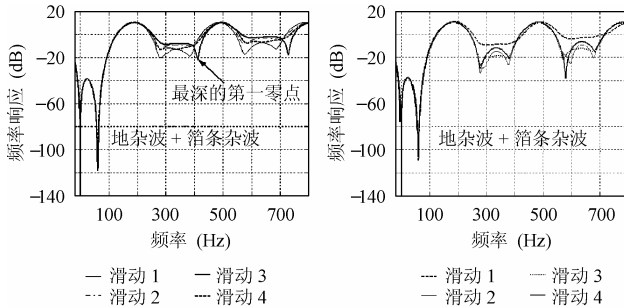 20
−20
−60
−100
−140
频率响应 (dB)
最深的第一零点
地杂波 + 箔条杂波
100
300
500
700
频率 (Hz)
滑动 1
滑动 3
滑动 2
滑动 4
20
−20
−60
−100
−140
频率响应 (dB)
地杂波 + 箔条杂波
100
300
500
700
频率 (Hz)
滑动 1
滑动 3
滑动 2
滑动 4